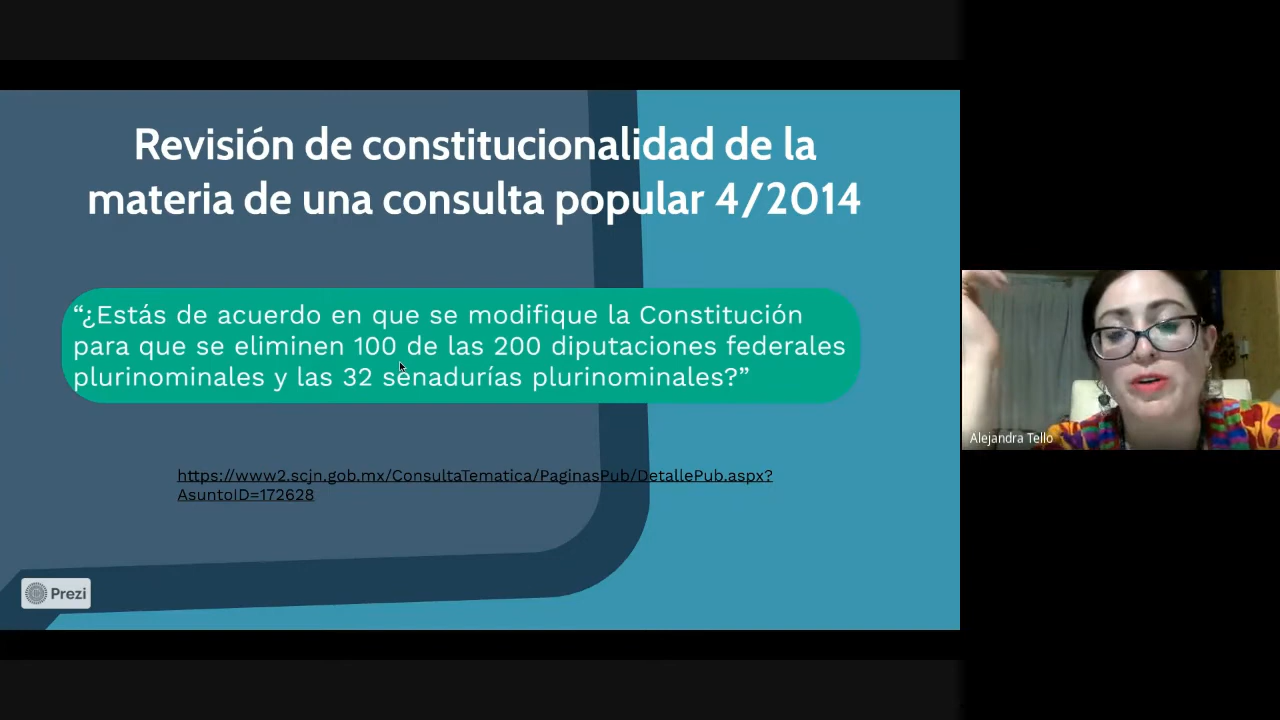 Revisión de constitucionalidad de la
materia de una consulta popular 4/2014
“¿Estás de acuerdo en que se modifique la Constitución
para que se eliminen 100 de las 200 diputaciones federales
plurinominales y las 32 senadurías plurinominales?”
https://www2.scjn.gob.mx/ConsultaTematica/PaginasPub/DetallePub.aspx?
AsuntoID=172628
Prezi
Alejandra Tello